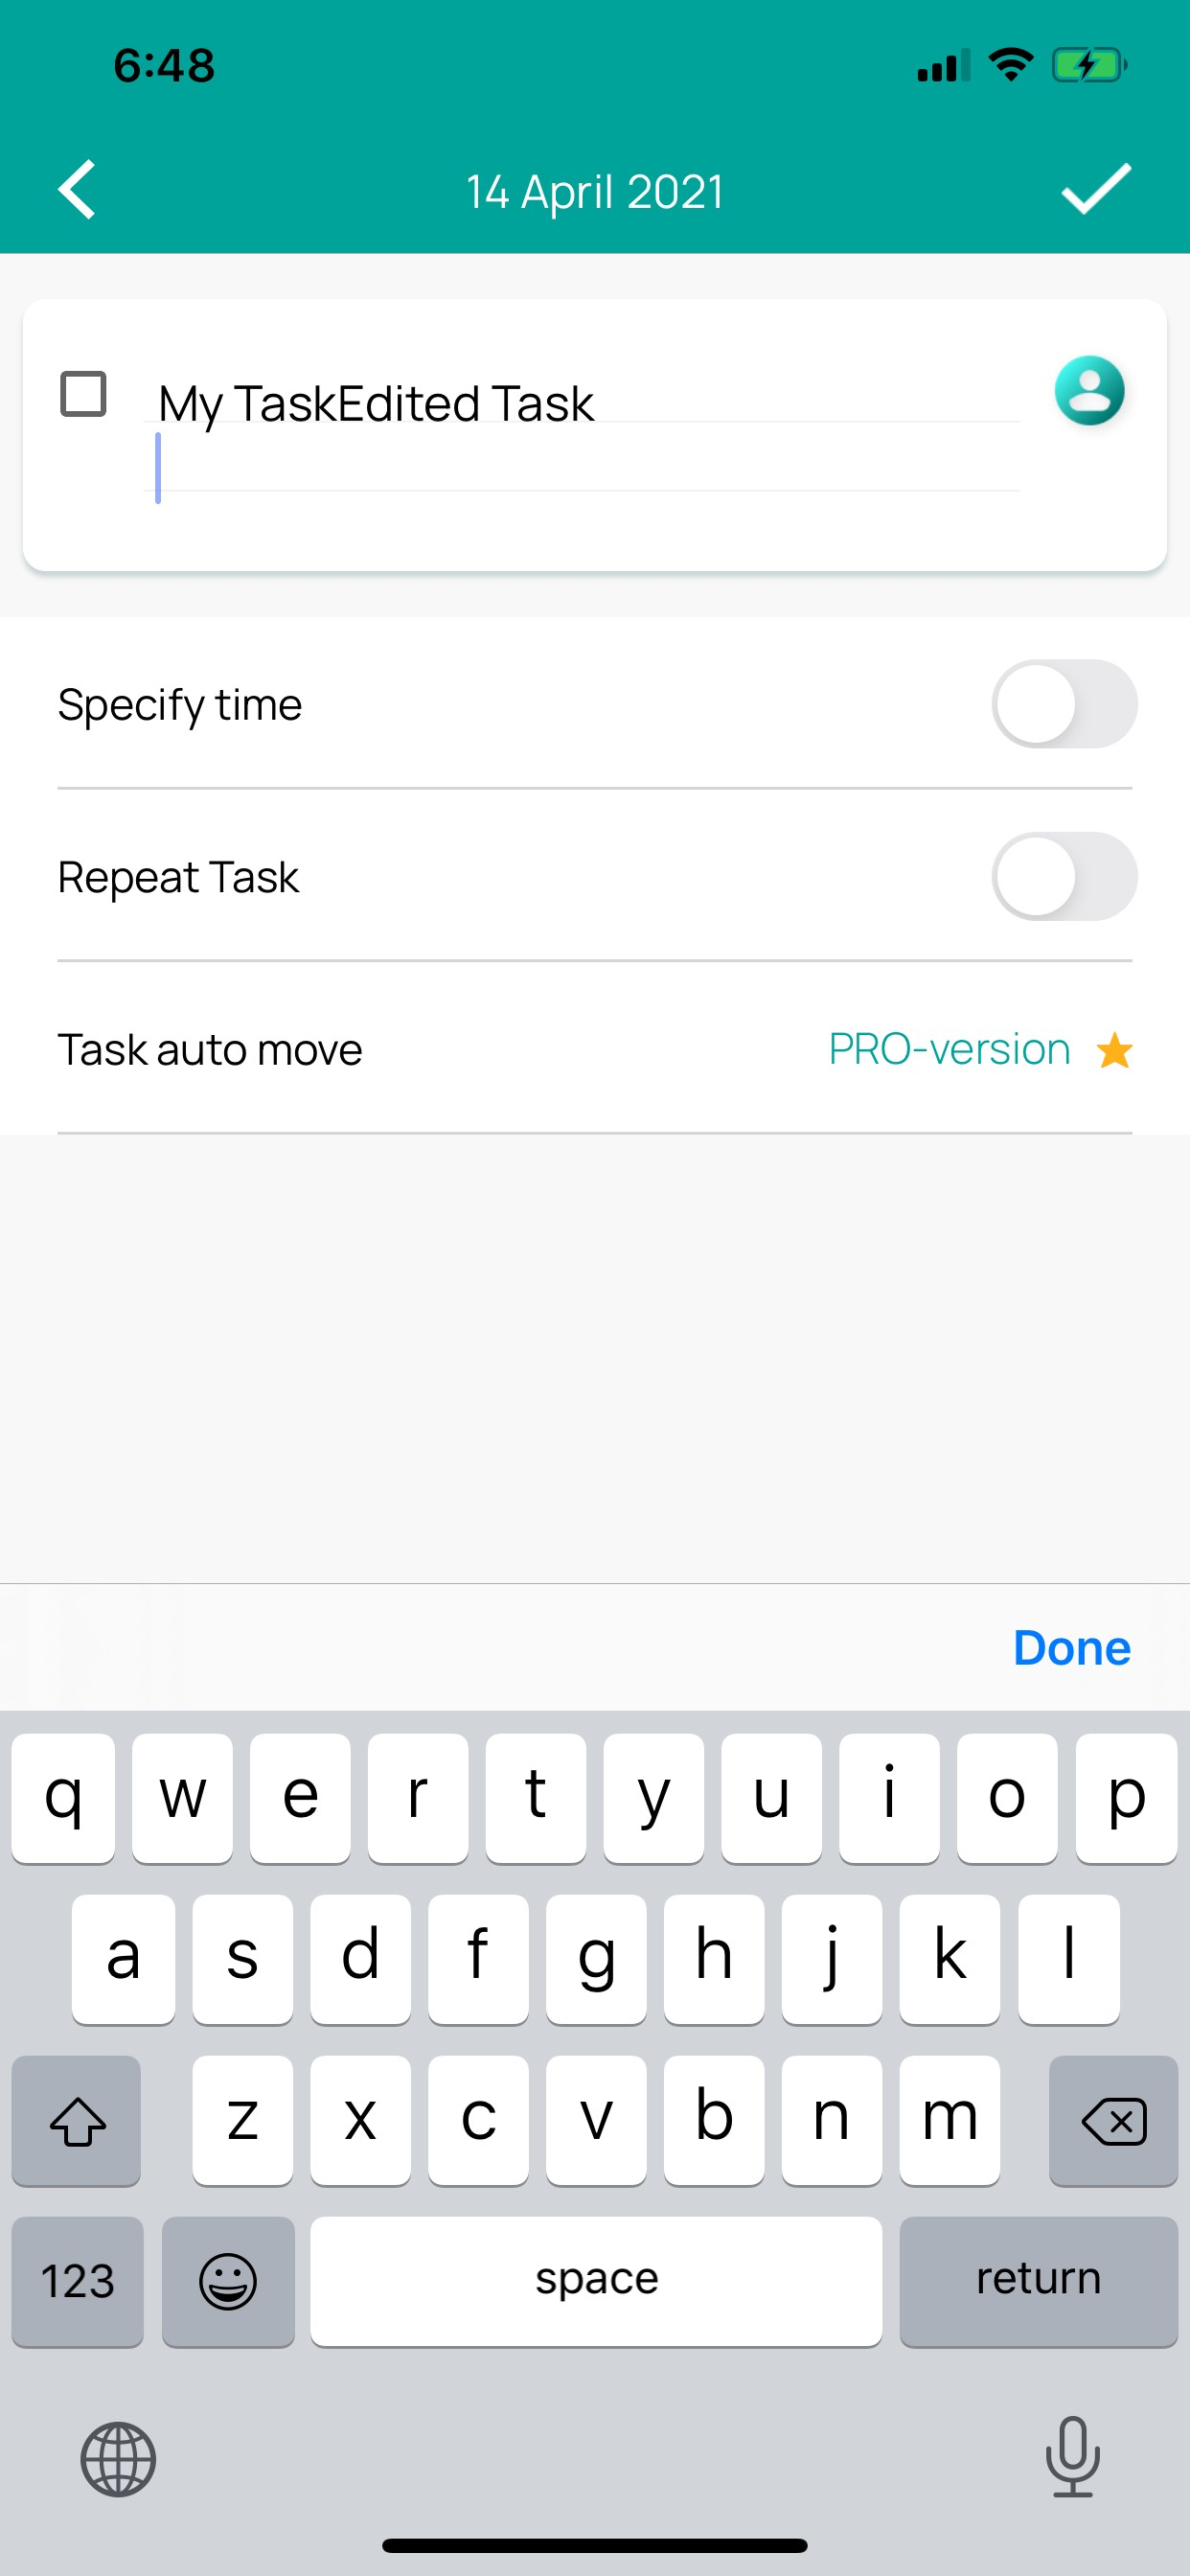 6:48
14 April 2021
My TaskEdited Task
Specify time
Repeat Task
Task auto move PRO-version
Done
q w e r t y u i o p
a s d f g h j k l
z x c v b n m
123 space return